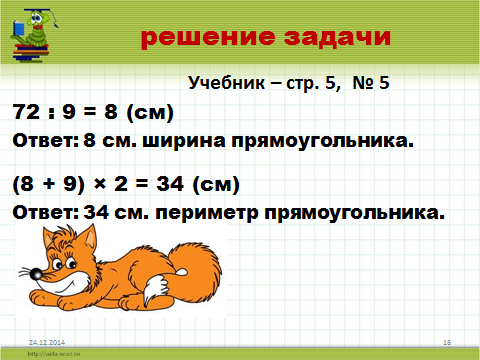 решение задачи
Учебник – стр. 5, № 5
72 : 9 = 8 (см)
Ответ: 8 см. ширина прямоугольника.
(8 + 9) × 2 = 34 (см)
Ответ: 34 см. периметр прямоугольника.
24.12.2014
16
http://aida.ucoz.ru